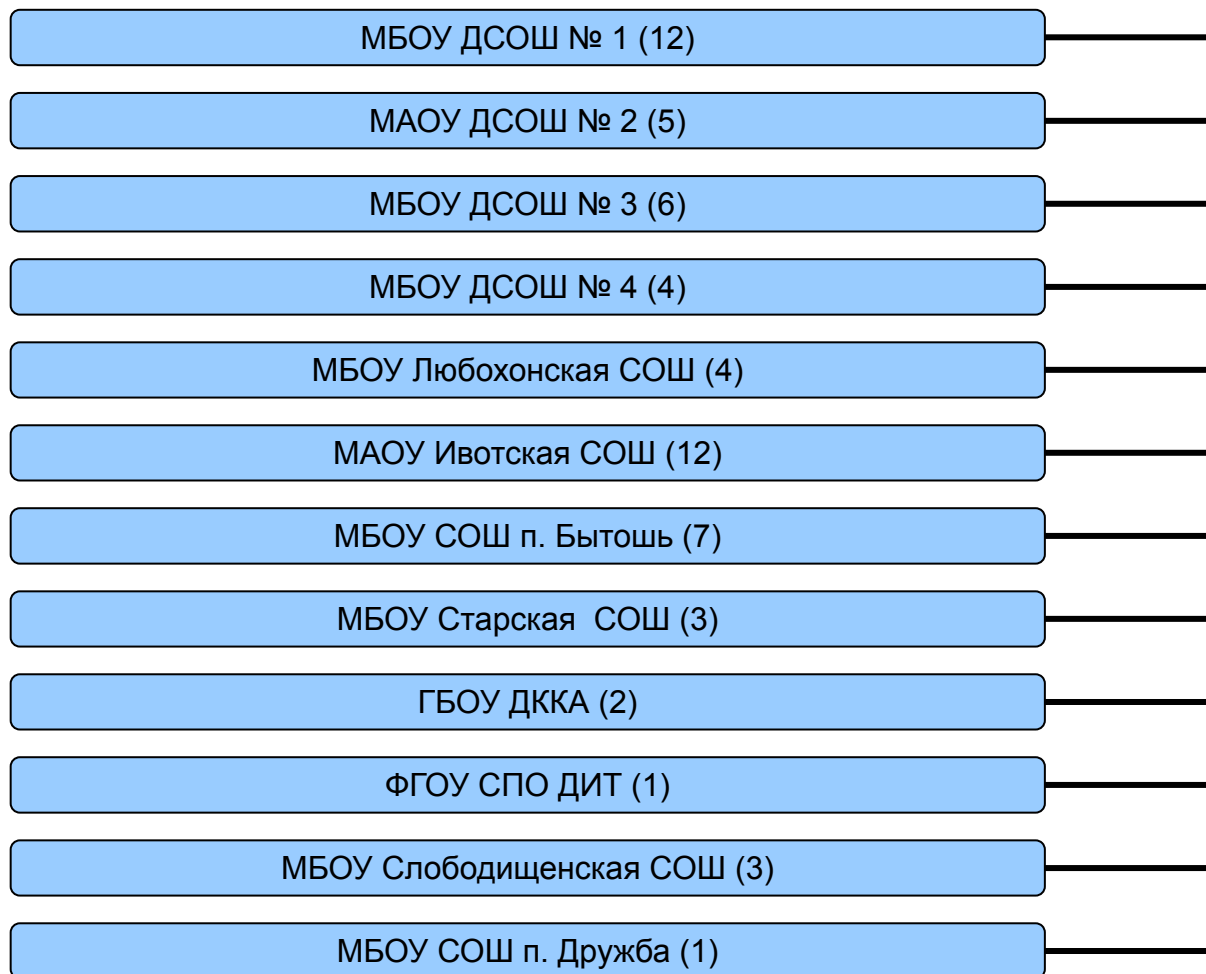 МБОУ ДСОШ № 1 (12)
МАОУ ДСОШ № 2 (5)
МБОУ ДСОШ № 3 (6)
МБОУ ДСОШ № 4 (4)
МБОУ Любохонская СОШ (4)
МАОУ Ивотская СОШ (12)
МБОУ СОШ п. Бытошь (7)
МБОУ Старская  СОШ (3)
ГБОУ ДККА (2)
ФГОУ СПО ДИТ (1)
МБОУ Слободищенская СОШ (3)
МБОУ СОШ п. Дружба (1)